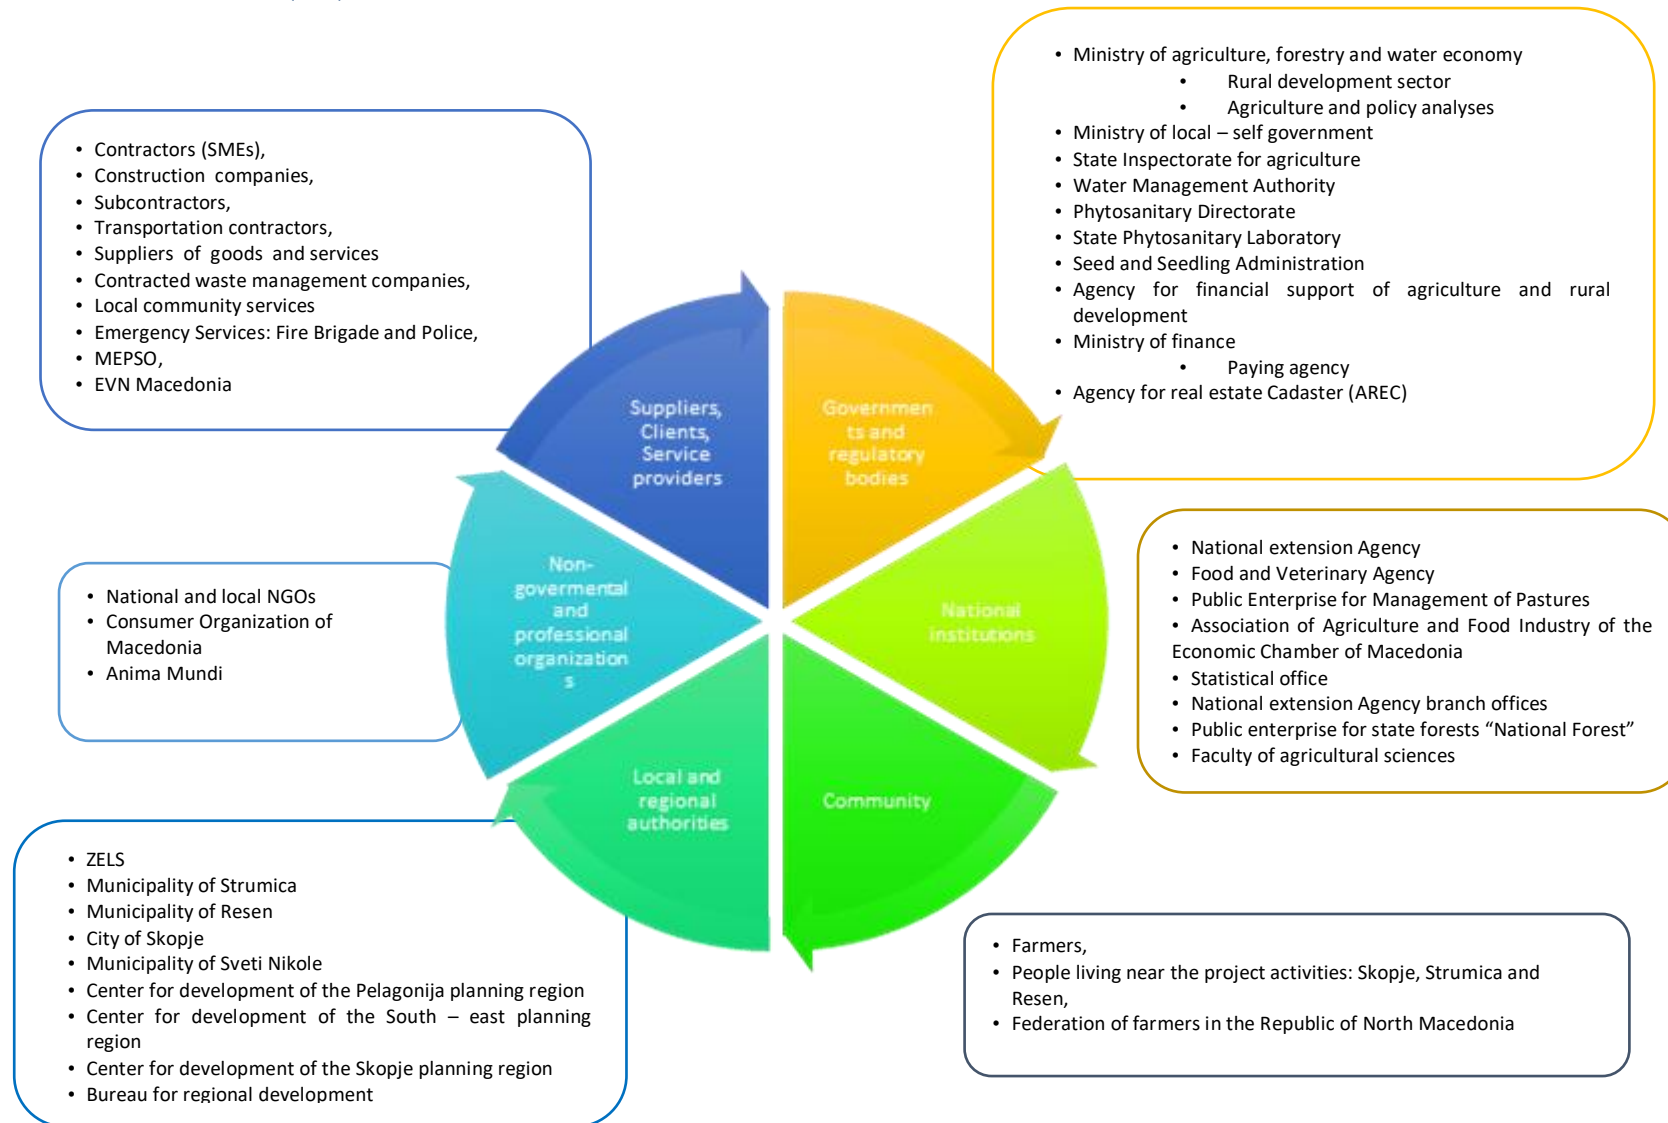 • Contractors (SMEs),
• Construction companies,
• Subcontractors,
• Transportation contractors,
• Suppliers of goods and services
• Contracted waste management companies,
• Local community services
• Emergency Services: Fire Brigade and Police,
• MEPSO,
• EVN Macedonia
• Ministry of agriculture, forestry and water economy
• Rural development sector
• Agriculture and policy analyses
• Ministry of local – self government
• State Inspectorate for agriculture
• Water Management Authority
• Phytosanitary Directorate
• State Phytosanitary Laboratory
• Seed and Seedling Administration
• Agency for financial support of agriculture and rural
development
• Ministry of finance
• Paying agency
• Agency for real estate Cadaster (AREC)
Suppliers,
Clients,
Service
providers
Governmen
ts and
regulatory
bodies
Non-
govermental
and
professional
organization
s
National
institutions
Local and
regional
authorities
Community
• National and local NGOs
• Consumer Organization of
Macedonia
• Anima Mundi
• National extension Agency
• Food and Veterinary Agency
• Public Enterprise for Management of Pastures
• Association of Agriculture and Food Industry of the
Economic Chamber of Macedonia
• Statistical office
• National extension Agency branch offices
• Public enterprise for state forests “National Forest”
• Faculty of agricultural sciences
• ZELS
• Municipality of Strumica
• Municipality of Resen
• City of Skopje
• Municipality of Sveti Nikole
• Center for development of the Pelagonija planning region
• Center for development of the South – east planning
region
• Center for development of the Skopje planning region
• Bureau for regional development
• Farmers,
• People living near the project activities: Skopje, Strumica and
Resen,
• Federation of farmers in the Republic of North Macedonia